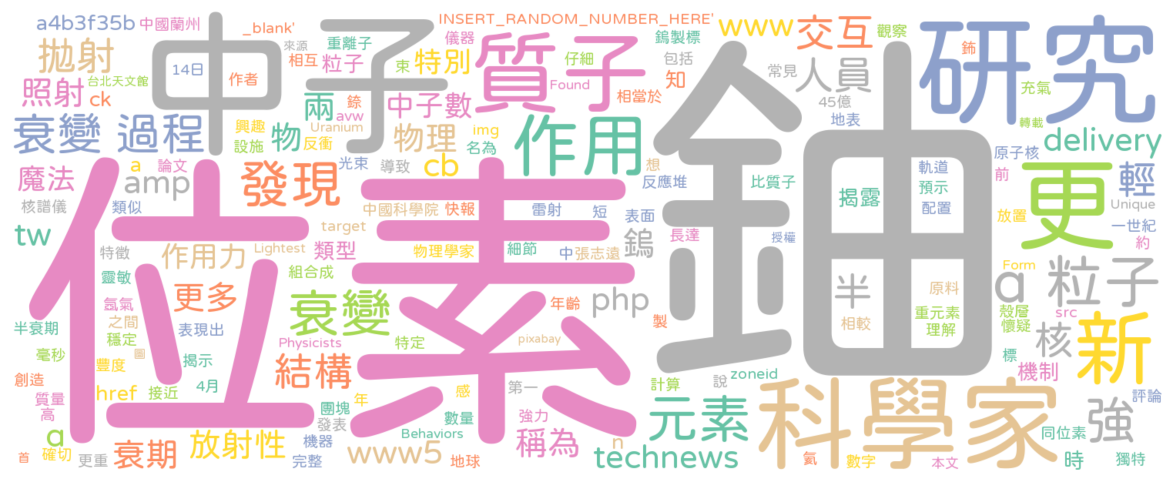 a4b3f35b
中國蘭州
_blank'
來源
重離子
INSERT_RANDOM_NUMBER_HERE'
儀器
鎢製標
www
交互
觀察
研究
拋射
台北天文館
14日
作者
中子
相互
粒子
束
特別
質子
仔細
Found
包括
相當於
知
常見
人員
鈽
充氣
照射
ck
錄
avw
中子數
45億
地表
轉載
衰變
過程
興趣
設施
物
Uranium
反衝
兩
物理
img
名為
作用
鈾
delivery
魔法
a
論文
amp
發現
光束
導致
cb
想
反應堆
比質子
揭露
軌道
預示
配置
原子核
前
輕
更
Unique
一世紀
約
放置
核譜儀
類似
位素
中國科學院
快報
雷射
短
表面
長達
授權
tw
特徵
靈敏
作用力
Lightest
target
類型
物理學家
細節
中
張志遠
鎢
氙氣
之間
穩定
組合成
更多
衰變
年齡
php
製
半
相較
原料
重元素
理解
a
Form
殼層
懷疑
粒子
src
半衰期
表現出
Physicists
特定
pixabay
標
核
新
毫秒
圖
豐度
揭示
結構
創造
href
接近
4月
年
感
第一
計算
說
zoneid
機制
評論
質量
高
a
團塊
發表
數量
強力
稱為
元素
科學家
同位素
強
確切
首
更重
衰期
放射性
機器
完整
Behaviors
www5
地球
n
technews
氦
數字
本文
時
獨特